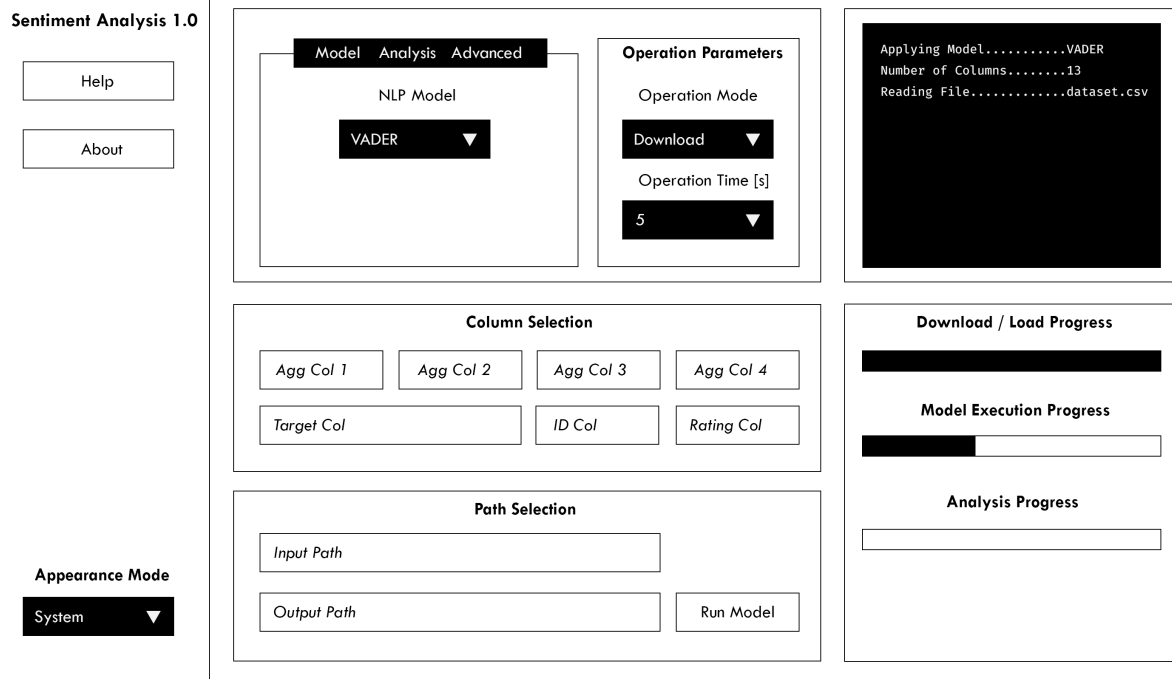 Sentiment Analysis 1.0
Help
About
Appearance Mode
System
Model Analysis Advanced
NLP Model
VADER
Operation Parameters
Operation Mode
Download
Operation Time [s]
5
Applying Model...........VADER
Number of Columns........13
Reading File.............dataset.csv
Column Selection
Agg Col 1
Agg Col 2
Agg Col 3
Agg Col 4
Target Col
ID Col
Rating Col
Path Selection
Input Path
Output Path
Run Model
Download / Load Progress
Model Execution Progress
Analysis Progress